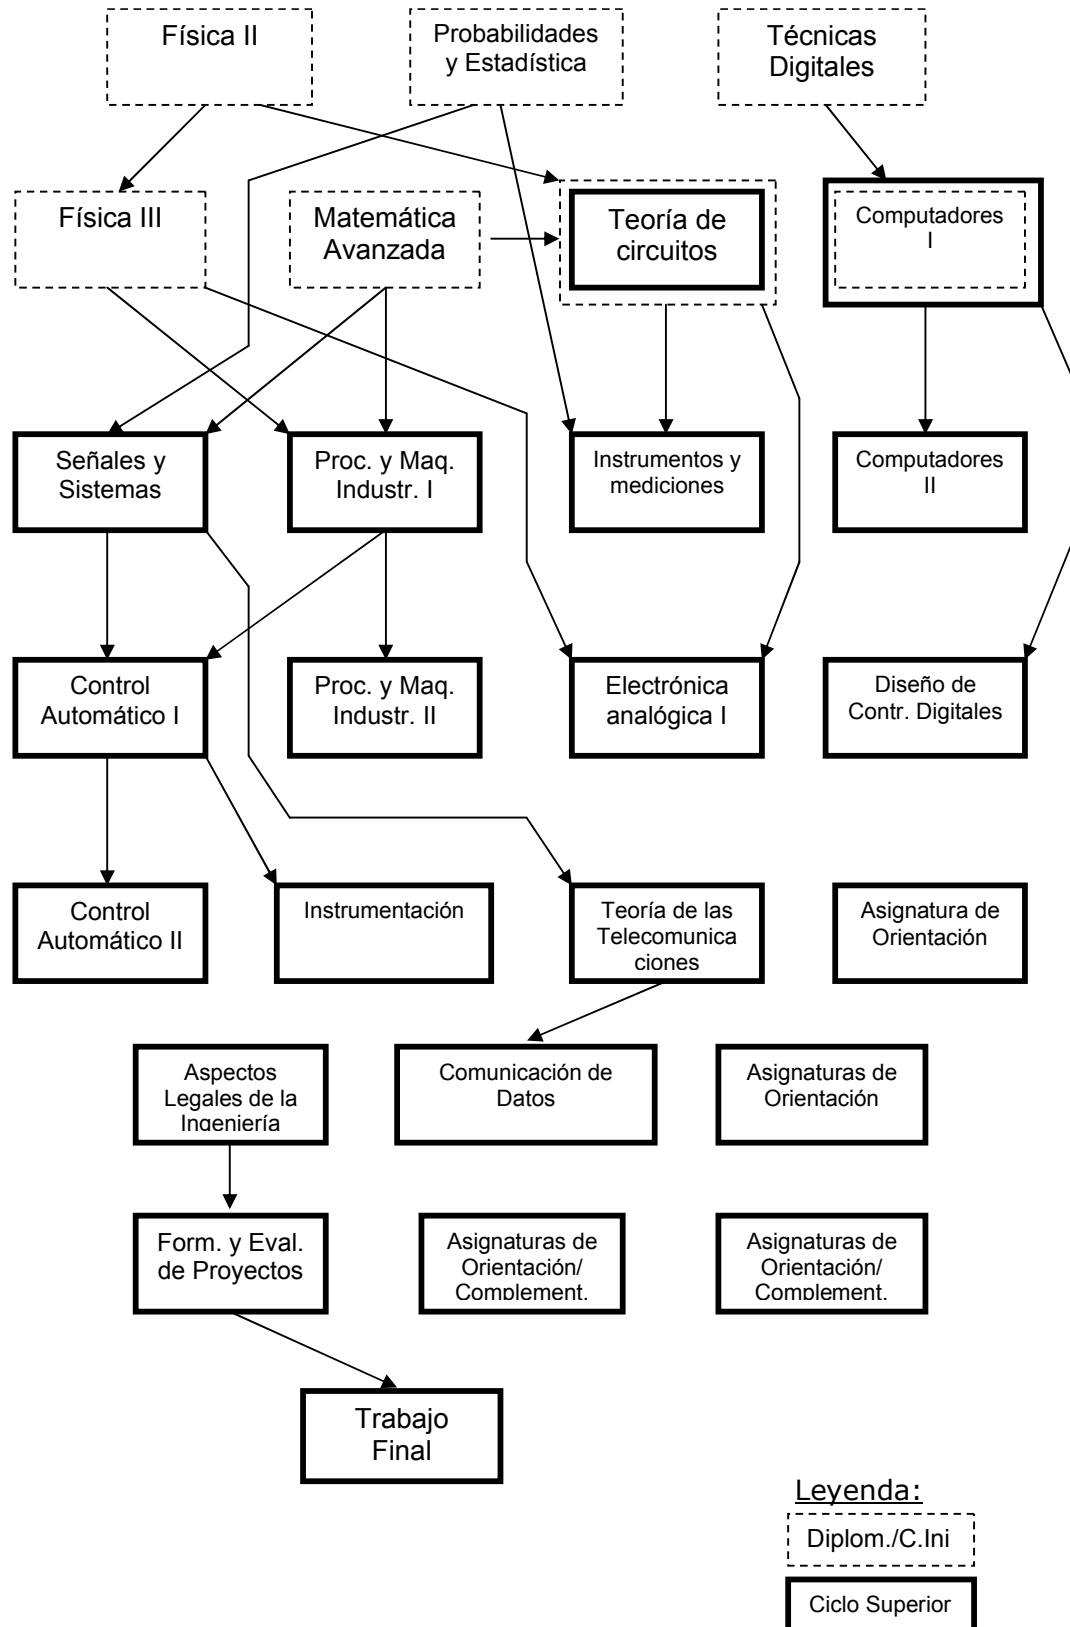 Física II
Probabilidades
y Estadística
Técnicas
Digitales
Física III
Matemática
Avanzada
Teoría de
circuitos
Computadores
I
Señales y
Sistemas
Proc. y Maq.
Industr. I
Instrumentos y
mediciones
Computadores
II
Control
Automático I
Proc. y Maq.
Industr. II
Electrónica
analógica I
Diseño de
Contr. Digitales
Control
Automático II
Instrumentación
Teoría de las
Telecomunica
ciones
Asignatura de
Orientación
Aspectos
Legales de la
Ingeniería
Comunicación de
Datos
Asignaturas de
Orientación
Form. y Eval.
de Proyectos
Asignaturas de
Orientación/
Complement.
Asignaturas de
Orientación/
Complement.
Trabajo
Final
Leyenda:
Diplom./C.Ini
Ciclo Superior